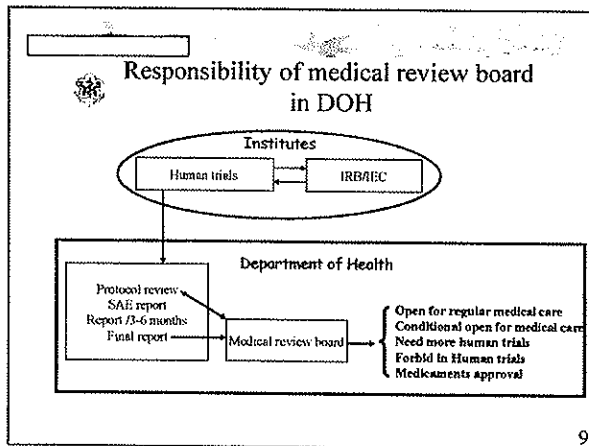 Responsibility of medical review board
in DOH
Institutes
Human trials
IRB/IEC
Department of Health
Protocol review
SAE report
Report /3-6 months
Final report
Medical review board
Open for regular medical care
Conditional open for medical care
Need more human trials
Forbid in Human trials
Medicaments approval
9